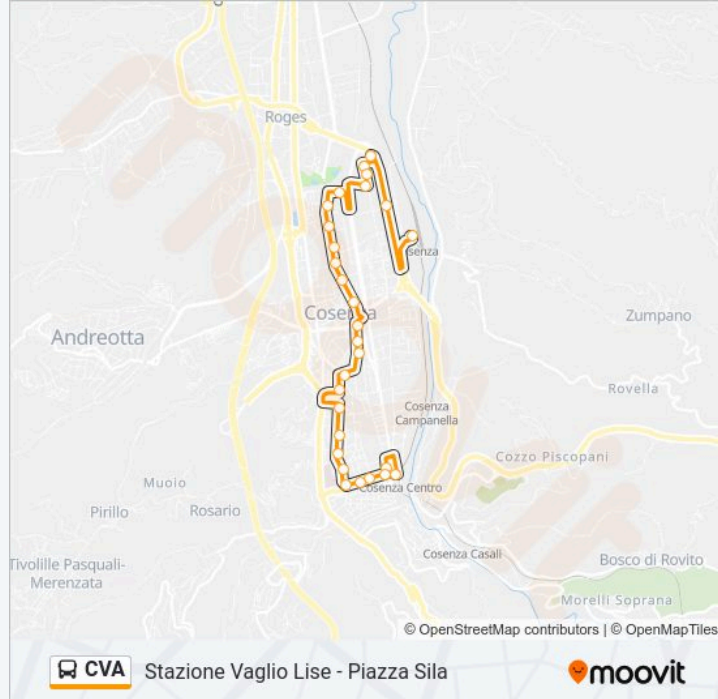 Roges
senza
Cosenza
Zumpano
Andreotta
Rovella
Cosenza
Campanella
Cozzo Piscopani
Muoio
Cosenza Centro
Pirillo
Rosario
Cosenza Casali
Tivolille Pasquali-
Merenzata
Bosco di Rovito
Morelli Soprana
© OpenStreetMap contributors | © OpenMapTiles
CVA
Stazione Vaglio Lise - Piazza Sila
moovit